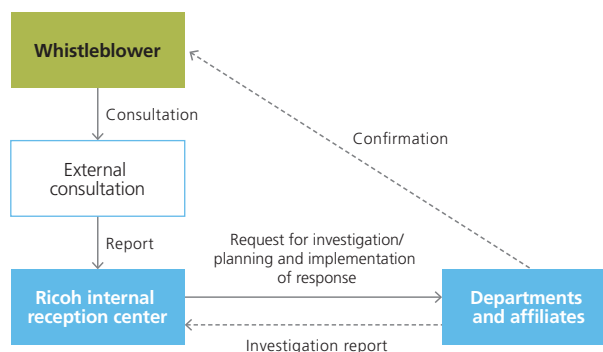 Whistleblower
Consultation
Confirmation
External
consultation
Report
Request for investigation/
planning and implementation
of response
Ricoh internal
reception center
Departments
and affiliates
Investigation report